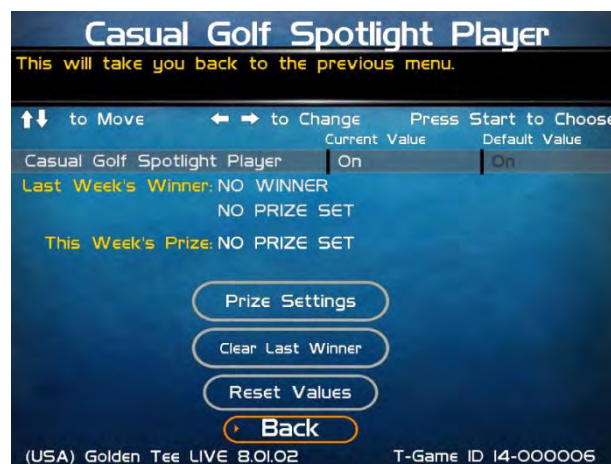 Casual Golf Spotlight Player
This will take you back to the previous menu.
to Move to Change Press Start to Choose
Current Value Default Value
Casual Golf Spotlight Player On On
Last Week's Winner: NO WINNER
NO PRIZE SET
This Week's Prize: NO PRIZE SET
Prize Settings
Clear Last Winner
Reset Values
Back
(USA) Golden Tee LIVE 8.01.02 T-Game ID 14-000006